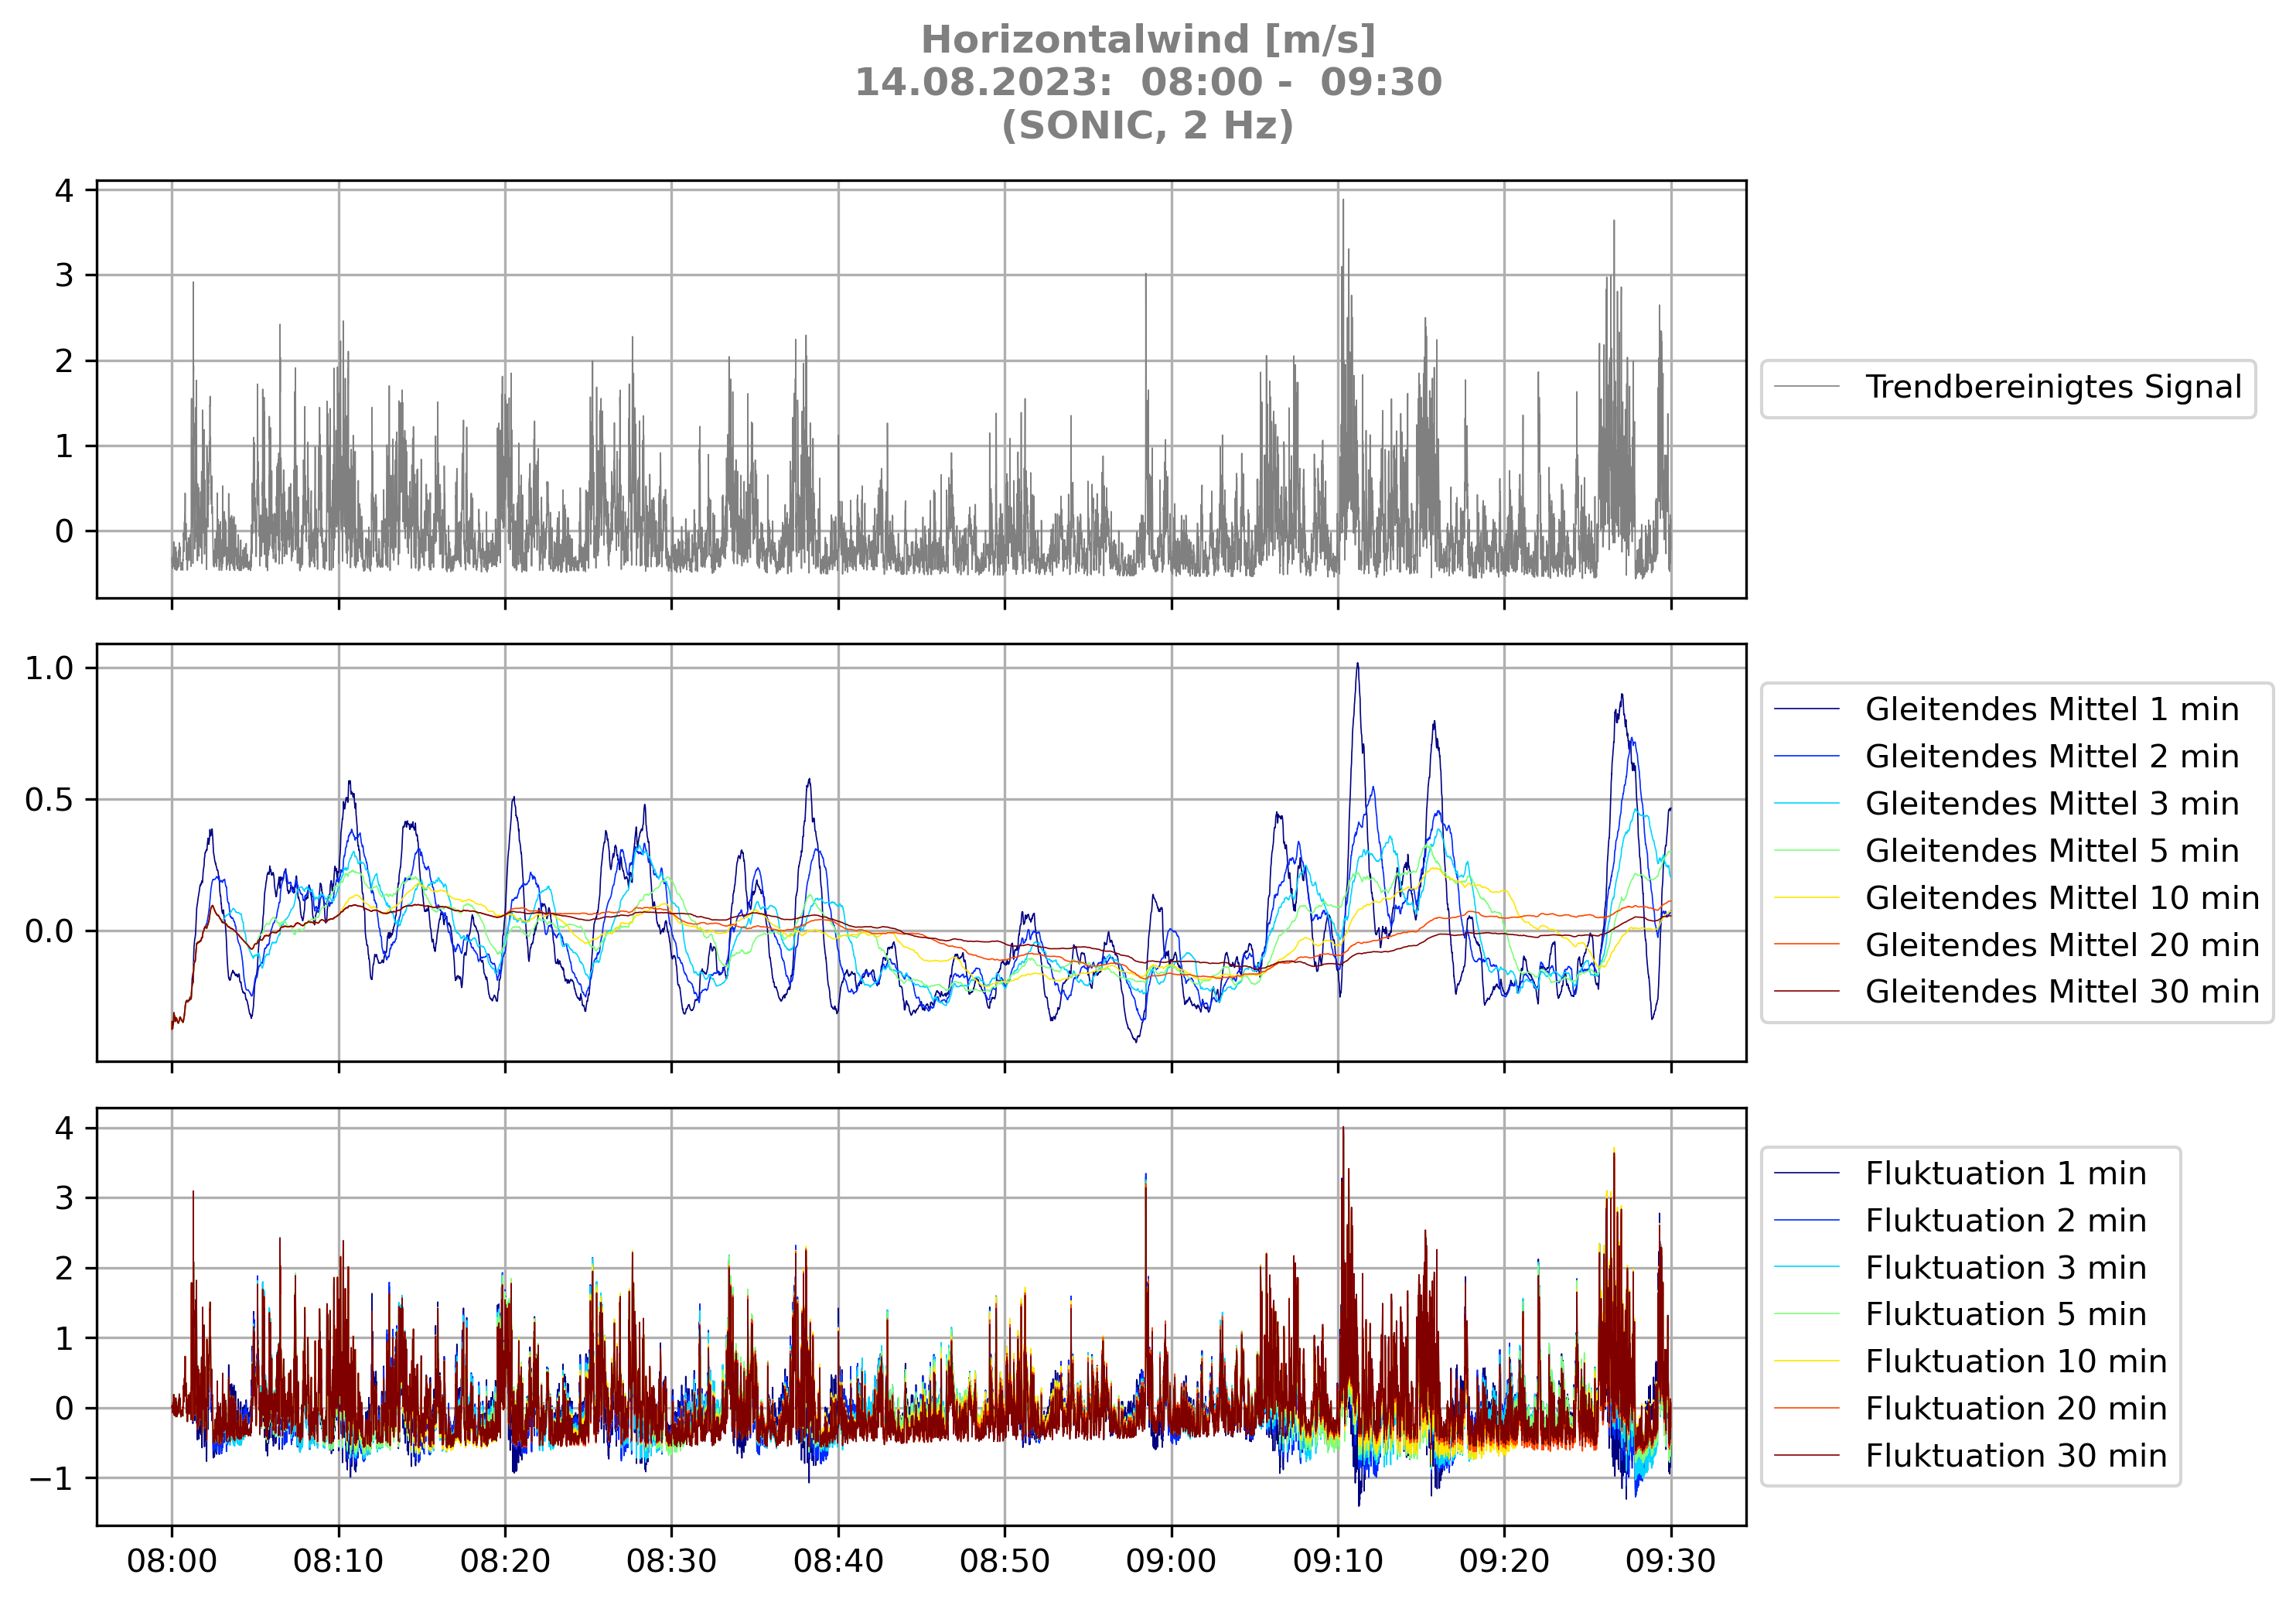 Horizontalwind [m/s]
14.08.2023:  08:00 -  09:30
(SONIC, 2 Hz)
4
3
2
1
0
Trendbereinigtes Signal
1.0
0.5
0.0
Gleitendes Mittel 1 min
Gleitendes Mittel 2 min
Gleitendes Mittel 3 min
Gleitendes Mittel 5 min
Gleitendes Mittel 10 min
Gleitendes Mittel 20 min
Gleitendes Mittel 30 min
4
3
2
1
0
−1
Fluktuation 1 min
Fluktuation 2 min
Fluktuation 3 min
Fluktuation 5 min
Fluktuation 10 min
Fluktuation 20 min
Fluktuation 30 min
08:00 08:10 08:20 08:30 08:40 08:50 09:00 09:10 09:20 09:30